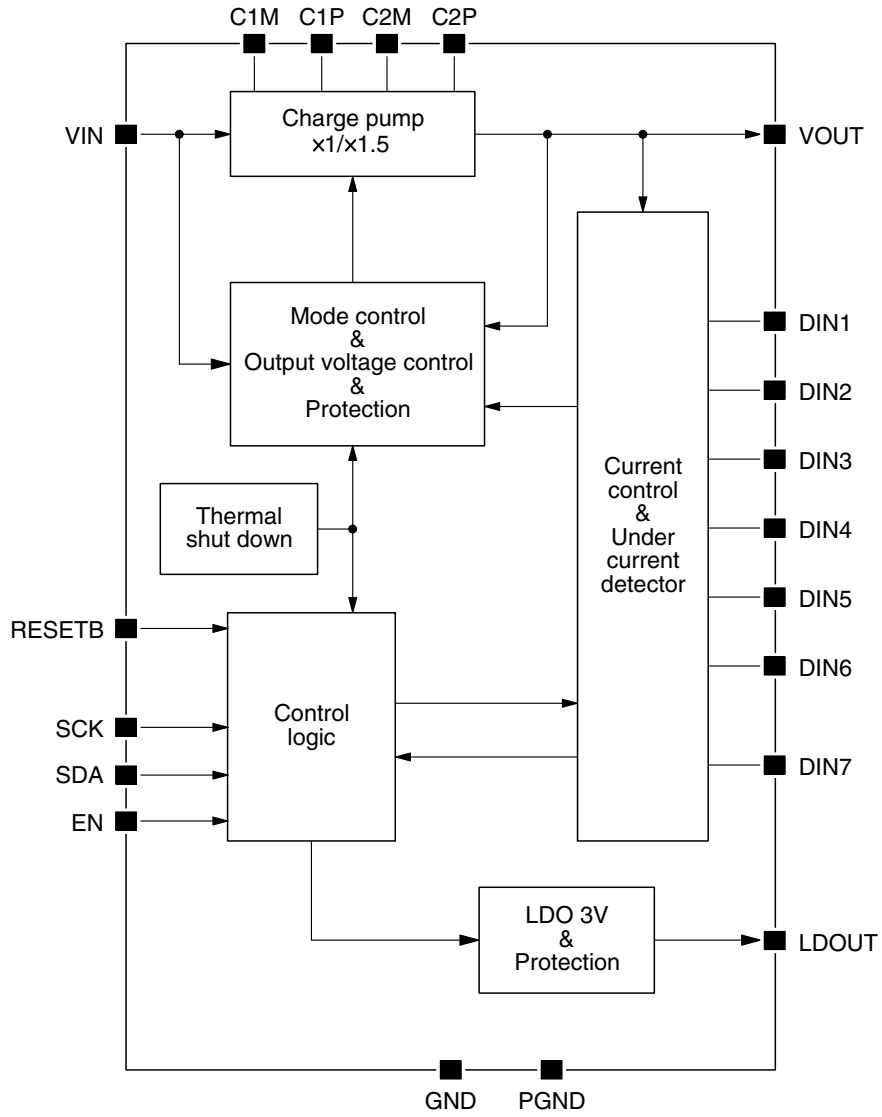 C1M C1P C2M C2P
VIN
Charge pump
×1/×1.5
VOUT
Mode control
&
Output voltage control
&
Protection
DIN1
DIN2
DIN3
DIN4
DIN5
DIN6
DIN7
Current
control
&
Under
current
detector
Thermal
shut down
RESETB
SCK
SDA
EN
Control
logic
LDO 3V
&
Protection
LDOUT
GND PGND